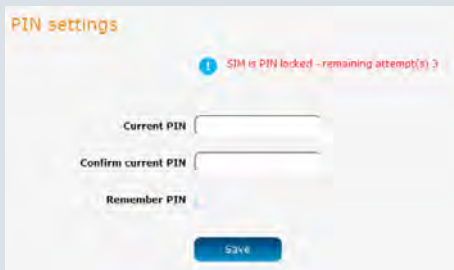 PIN settings
SIM is PIN locked - remaining attempt(s) 3
Current PIN
Confirm current PIN
Remember PIN
Save